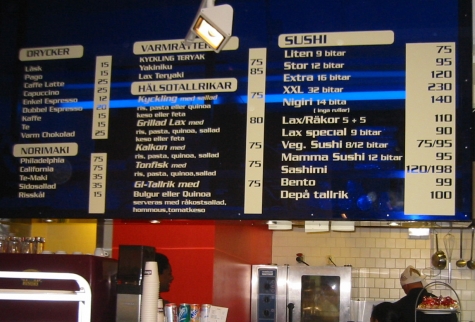 DRYCKER
Läsk 15
Pago 15
Caffe Latte 25
Capuccino 25
Enkel Espresso 12
Dubbel Espresso 20
Kaffe 15
Te 15
Varm Chokolad 25
NORIMAKI
Philadelphia 75
California 75
Te-Maki 35
Sidosallad 35
Risskål 15
VARMRÄTTER
KYCKLING TERYAK 75
Yakiniku 85
Lax Teryaki
HÄLSOTALLRIKAR
Kyckling med sallad 75
ris, pasta eller quinoa
keso eller feta
Grillad Lax med 80
ris, pasta, quinoa, sallad
keso eller feta
Kalkon med 75
ris, pasta eller quinoa
Tonfisk med 75
ris, pasta, quinoa, sallad
keso eller feta
GI-Tallrik med 75
Bulgur eller Quinoa
serveras med råkostsallad,
hommous,tomatkeso
SUSHI
Liten 9 bitar 75
Stor 12 bitar 95
Extra 16 bitar 120
XXL 32 bitar 230
Nigiri 14 bita 140
( inga rullar)
Lax/Räkor 5 + 5 110
Lax special 9 bitar 90
Veg. Sushi 8/12 bitar 75/95
Mamma Sushi 12 bitar 95
Sashimi 120/198
Bento 99
Depå tallrik 100